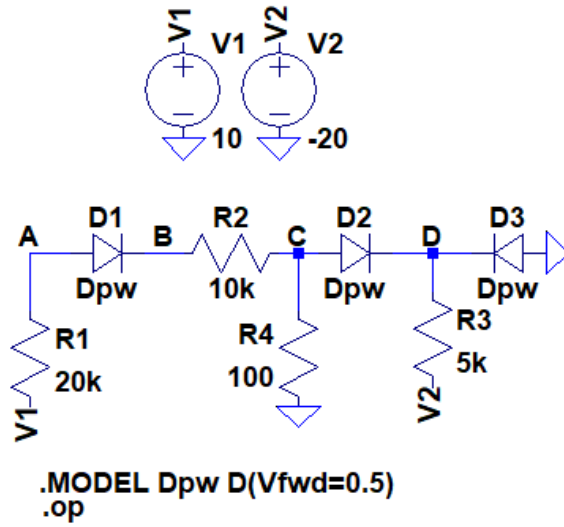 V1 V2
V1 V2
10 -20
D1 R2 D2 D3
A B C D
Dpw 10k Dpw Dpw
R1 R4 R3
20k 100 5k
V1 V2
.MODEL Dpw D(Vfwd=0.5)
.op